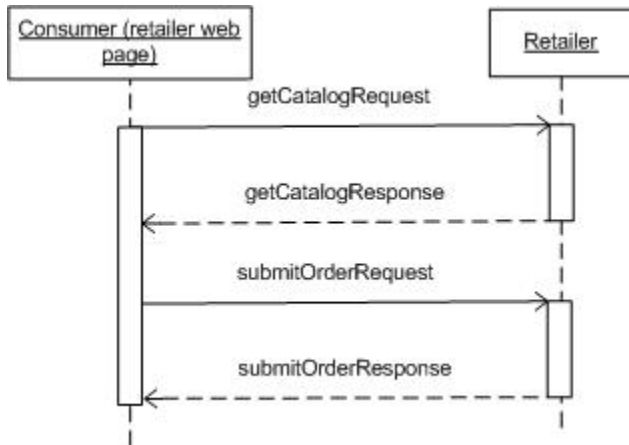 Consumer (retailer web
page)
Retailer
getCatalogRequest
getCatalogResponse
submitOrderRequest
submitOrderResponse